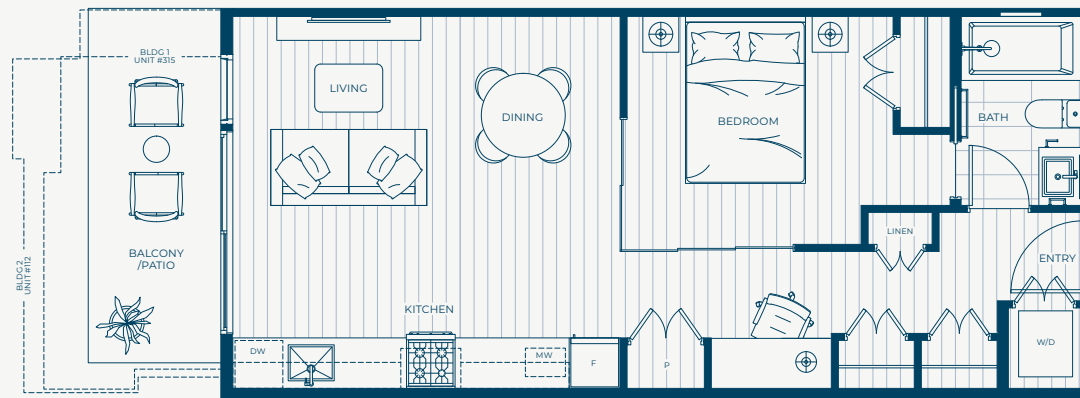 BLDG 1
UNIT #315
LIVING
DINING
BEDROOM
BATH
LINEN
ENTRY
BALCONY
/PATIO
BLDG 2
UNIT #112
KITCHEN
DW
MW
F
P
W/D